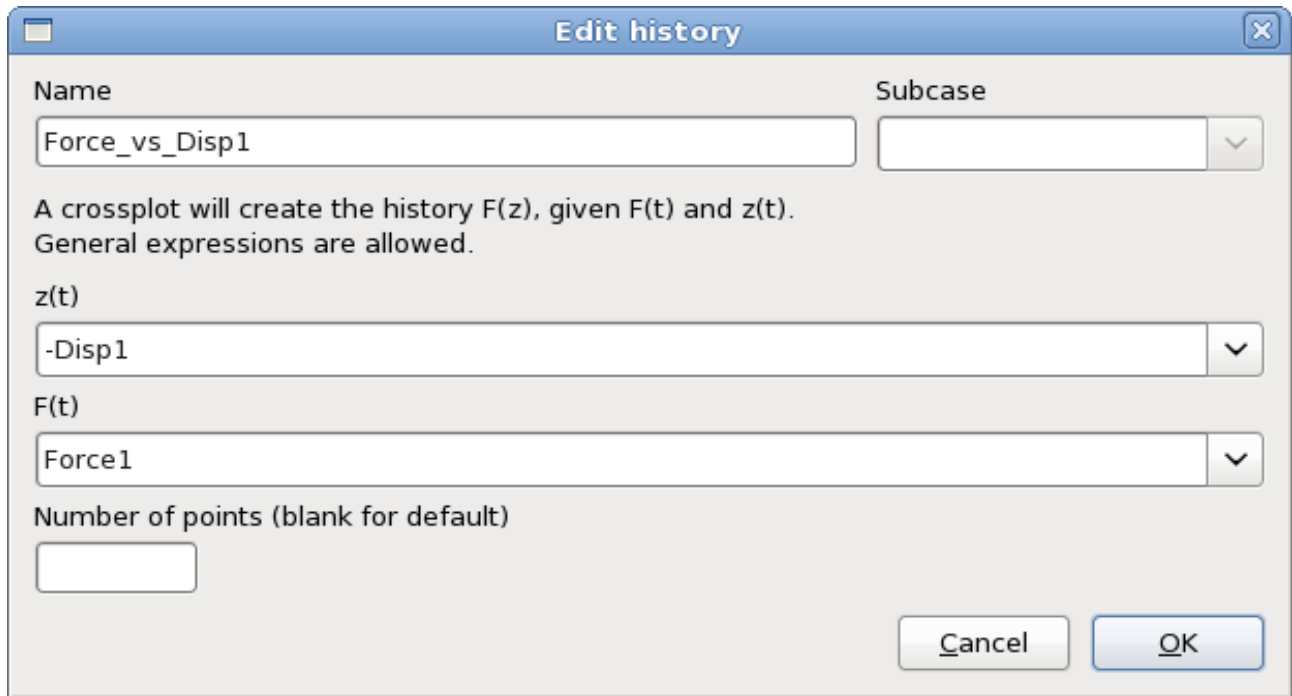 Edit history
Name
Subcase
Force_vs_Disp1
A crossplot will create the history F(z), given F(t) and z(t).
General expressions are allowed.
z(t)
-Disp1
F(t)
Force1
Number of points (blank for default)
Cancel
OK